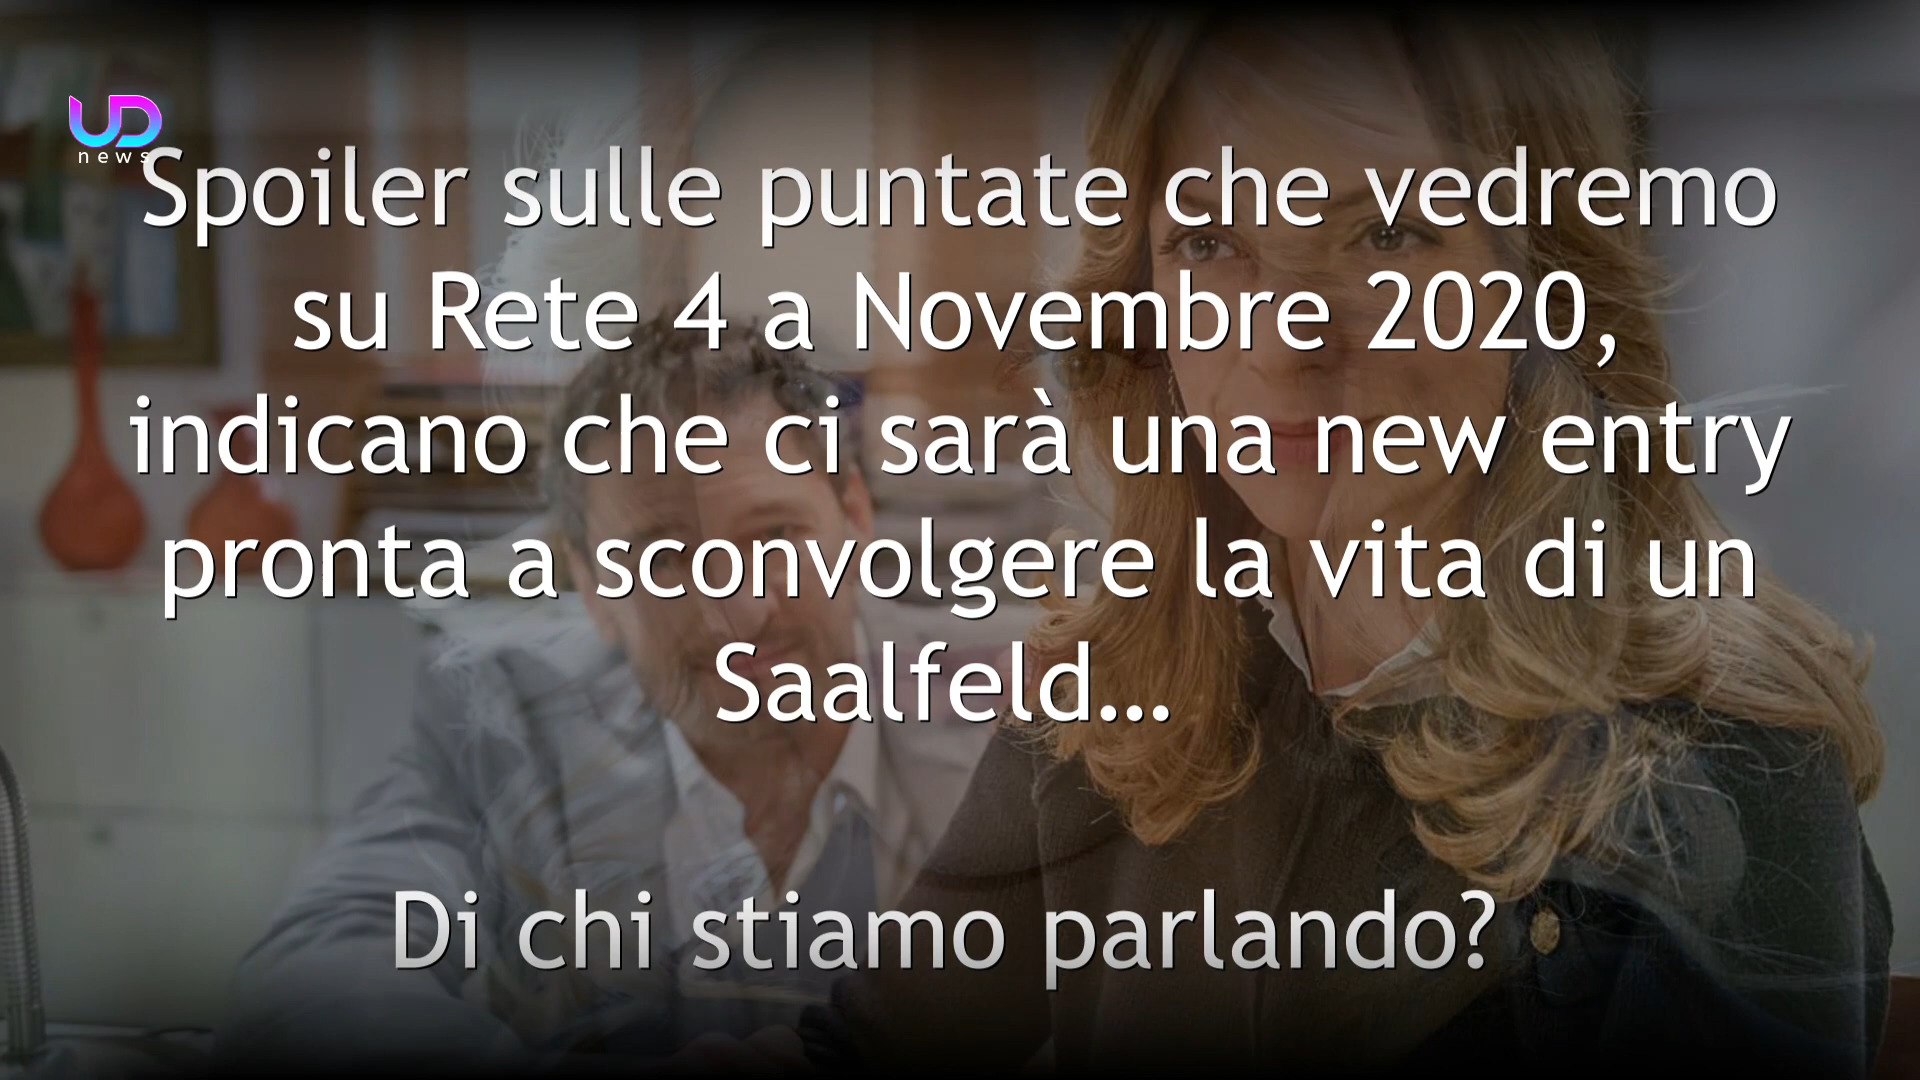 UD
news
Spoiler sulle puntate che vedremo
su Rete 4 a Novembre 2020,
indicano che ci sarà una new entry
pronta a sconvolgere la vita di un
Saalfeld...
Di chi stiamo parlando?